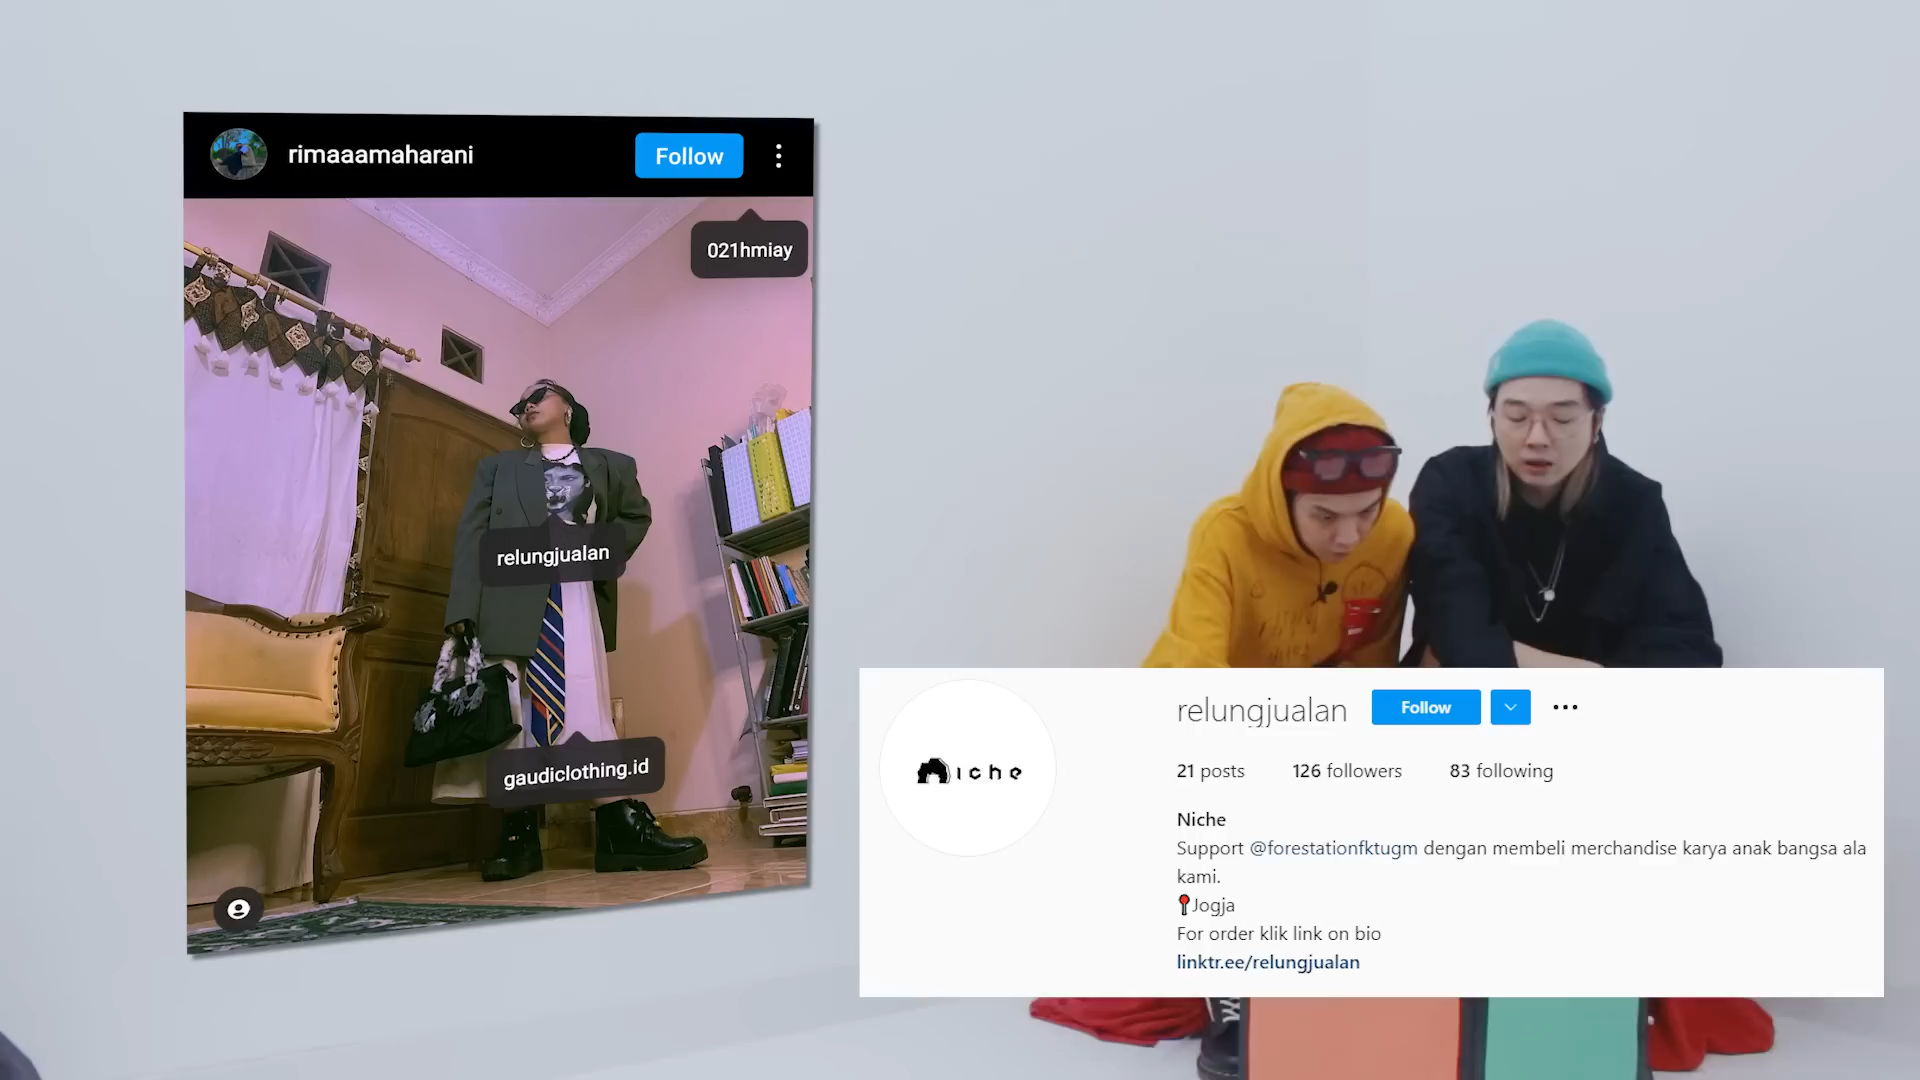 rimaaamaharani
Follow
021hmiay
relungjualan
gaudiclothing.id
relungjualan
Follow
niche
21 posts
126 followers
83 following
Niche
Support @forestationfktugm dengan membeli merchandise karya anak bangsa ala
kami.
Jogja
For order klik link on bio
linktr.ee/relungjualan